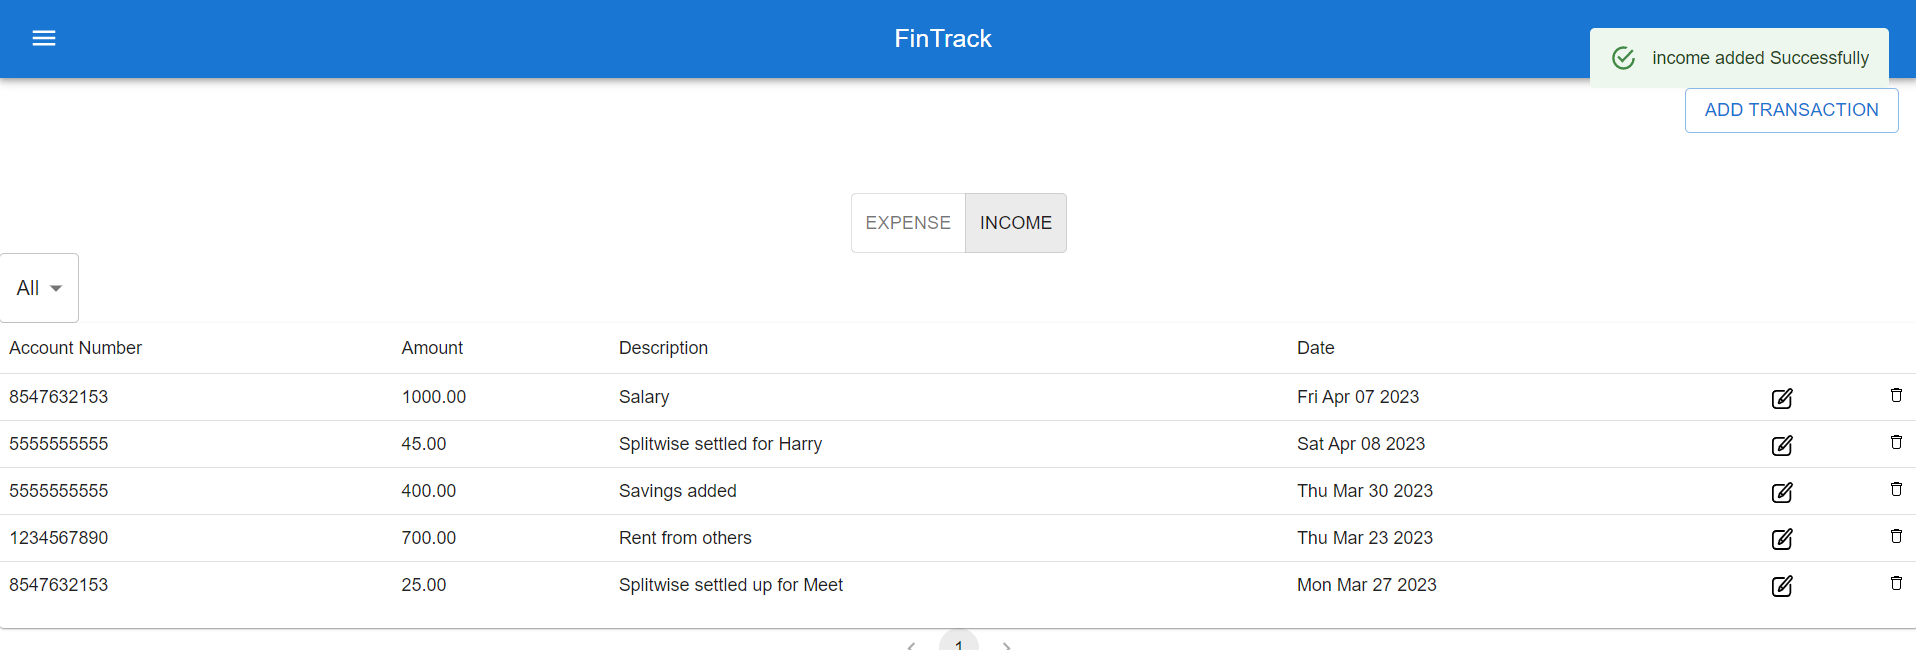 FinTrack
income added Successfully
ADD TRANSACTION
EXPENSE INCOME
All
Account Number Amount Description Date
8547632153 1000.00 Salary Fri Apr 07 2023
5555555555 45.00 Splitwise settled for Harry Sat Apr 08 2023
5555555555 400.00 Savings added Thu Mar 30 2023
1234567890 700.00 Rent from others Thu Mar 23 2023
8547632153 25.00 Splitwise settled up for Meet Mon Mar 27 2023
1